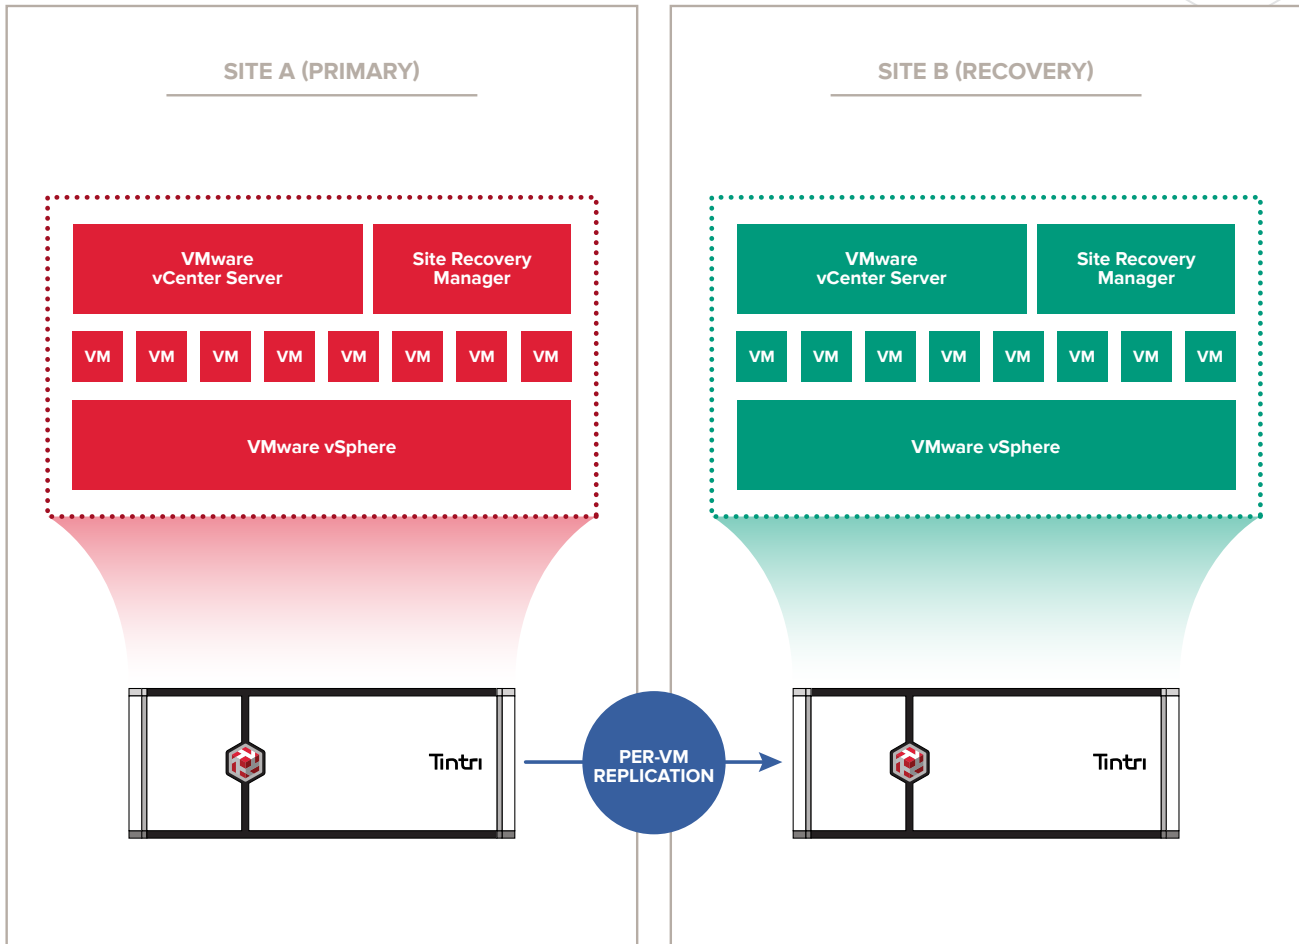 SITE A (PRIMARY)
VMware
vCenter Server
Site Recovery
Manager
VM VM VM VM VM VM VM VM
VMware vSphere
Tintri
PER-VM
REPLICATION
SITE B (RECOVERY)
VMware
vCenter Server
Site Recovery
Manager
VM VM VM VM VM VM VM VM
VMware vSphere
Tintri